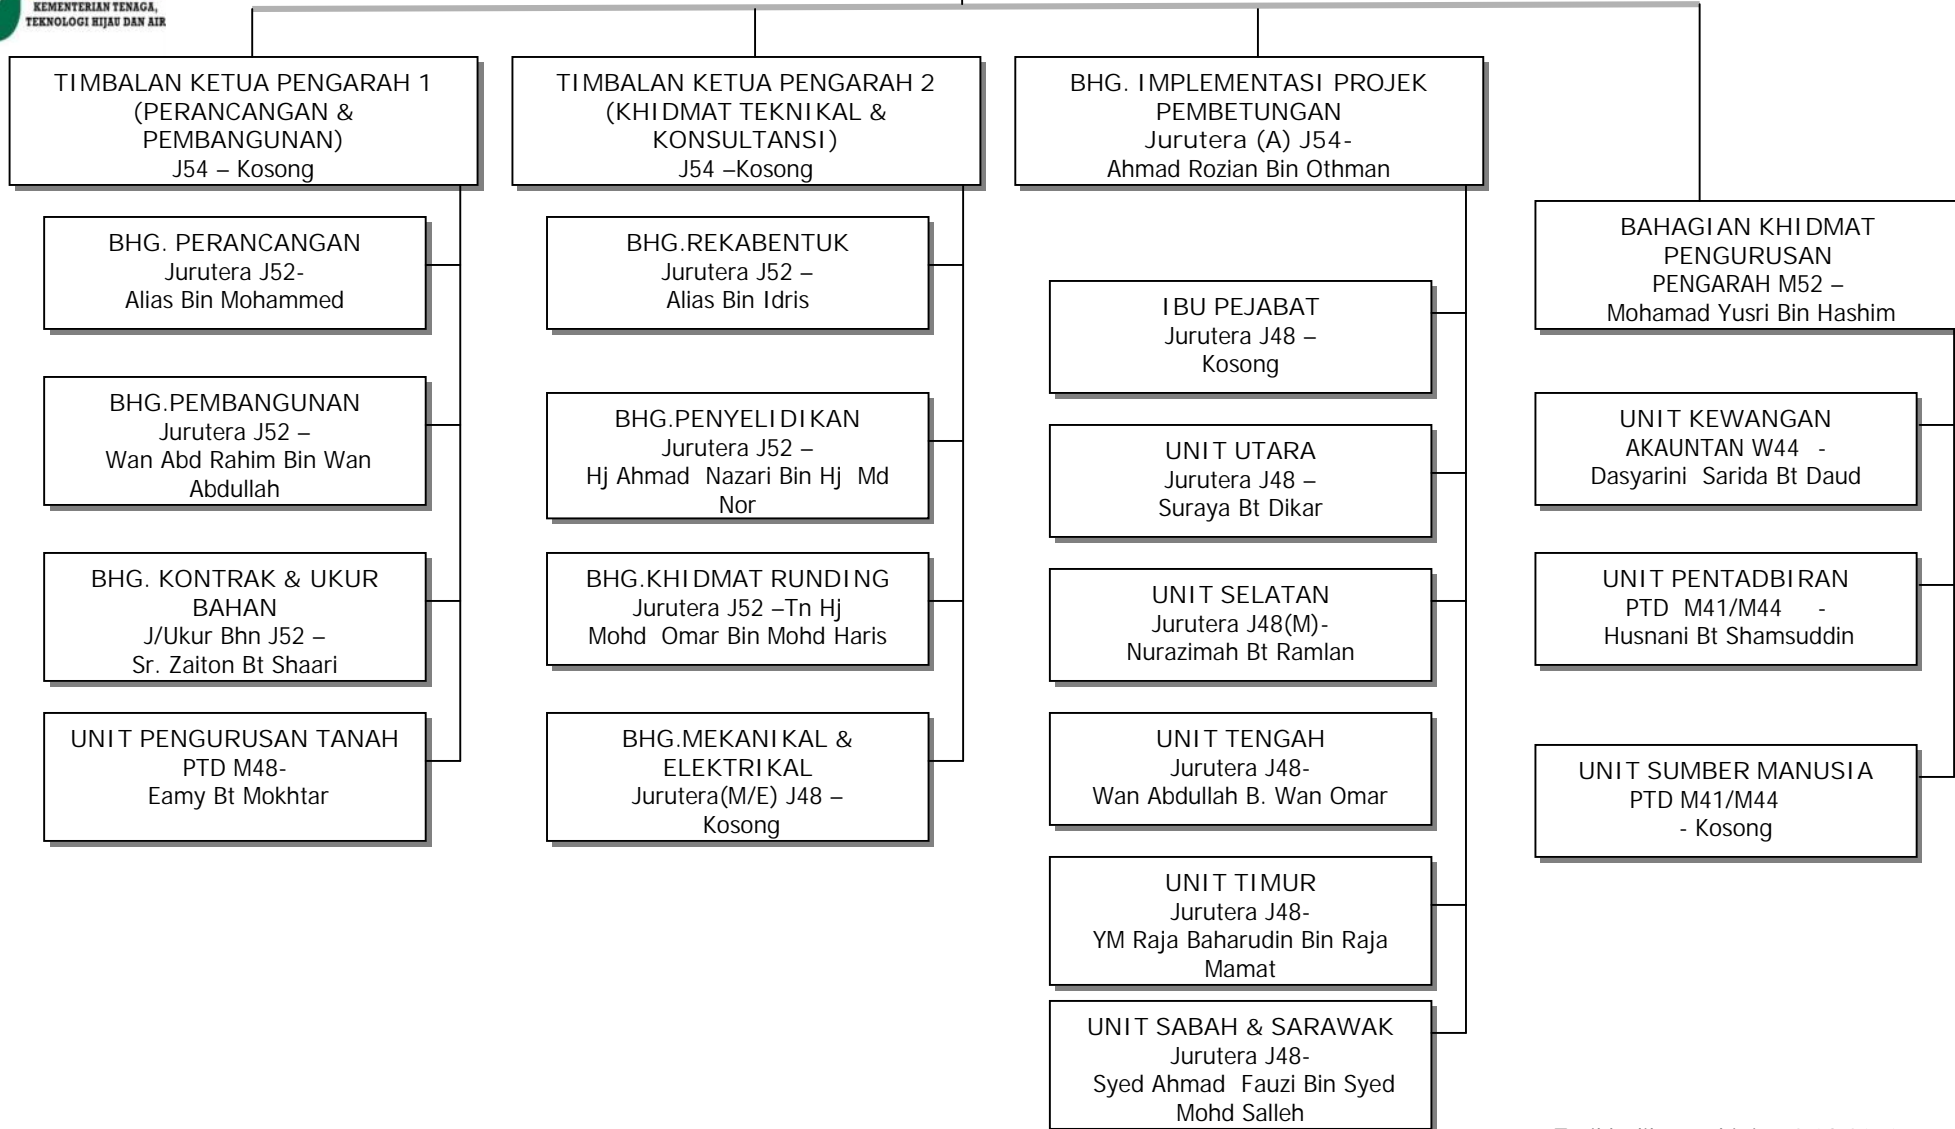 KEMENTERIAN TENAGA,
TEKNOLOGI HIJAU DAN AIR
TIMBALAN KETUA PENGARAH 1
(PERANCANGAN &
PEMBANGUNAN)
J54 – Kosong
BHG. PERANCANGAN
Jurutera J52-
Alias Bin Mohammed
BHG.PEMBANGUNAN
Jurutera J52 –
Wan Abd Rahim Bin Wan
Abdullah
BHG. KONTRAK & UKUR
BAHAN
J/Ukur Bhn J52 –
Sr. Zaiton Bt Shaari
UNIT PENGURUSAN TANAH
PTD M48-
Eamy Bt Mokhtar
TIMBALAN KETUA PENGARAH 2
(KHIDMAT TEKNIKAL &
KONSULTANSI)
J54 –Kosong
BHG.REKABENTUK
Jurutera J52 –
Alias Bin Idris
BHG.PENYELIDIKAN
Jurutera J52 –
Hj Ahmad Nazari Bin Hj Md
Nor
BHG.KHIDMAT RUNDING
Jurutera J52 –Tn Hj
Mohd Omar Bin Mohd Haris
BHG.MEKANIKAL &
ELEKTRIKAL
Jurutera(M/E) J48 –
Kosong
BHG. IMPLEMENTASI PROJEK
PEMBETUNGAN
Jurutera (A) J54-
Ahmad Rozian Bin Othman
IBU PEJABAT
Jurutera J48 –
Kosong
UNIT UTARA
Jurutera J48 –
Suraya Bt Dikar
UNIT SELATAN
Jurutera J48(M)-
Nurazimah Bt Ramlan
UNIT TENGAH
Jurutera J48-
Wan Abdullah B. Wan Omar
UNIT TIMUR
Jurutera J48-
YM Raja Baharudin Bin Raja
Mamat
UNIT SABAH & SARAWAK
Jurutera J48-
Syed Ahmad Fauzi Bin Syed
Mohd Salleh
BAHAGIAN KHIDMAT
PENGURUSAN
PENGARAH M52 –
Mohamad Yusri Bin Hashim
UNIT KEWANGAN
AKAUNTAN W44 -
Dasyarini Sarida Bt Daud
UNIT PENTADBIRAN
PTD M41/M44 -
Husnani Bt Shamsuddin
UNIT SUMBER MANUSIA
PTD M41/M44
- Kosong